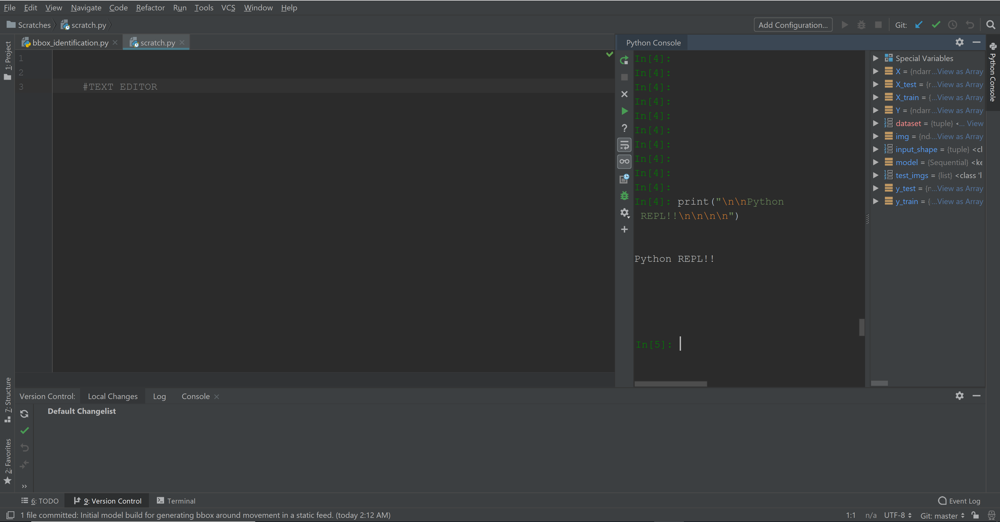 File Edit View Navigate Code Refactor Run Tools VCS Window Help
Scratches scratch.py
Add Configuration... Git:
1: Project
bbox_identification.py scratch.py
1
2
3 #TEXT EDITOR
Python Console
In[4]:
In[4]:
In[4]:
In[4]:
In[4]:
In[4]:
In[4]:
In[4]:
In[4]:
In[4]:
In[4]: print("\n\nPython
REPL!!\n\n\n\n")
Python REPL!!
In[5]:
Special Variables
X = {ndarr...View as Array
X_test = {r...View as Array
X_train = {...View as Array
Y = {ndarr...View as Array
dataset = {tuple} <... View
img = {nd...View as Array
input_shape = {tuple} <cl
model = {Sequential} <ke
test_imgs = {list} <class 'l
y_test = {n...View as Array
y_train = {...View as Array
Python Console
7: Structure
2: Favorites
Version Control: Local Changes Log Console
Default Changelist
6: TODO 9: Version Control Terminal Event Log
1 file committed: Initial model build for generating bbox around movement in a static feed. (today 2:12 AM)
1:1 n/a UTF-8 Git: master